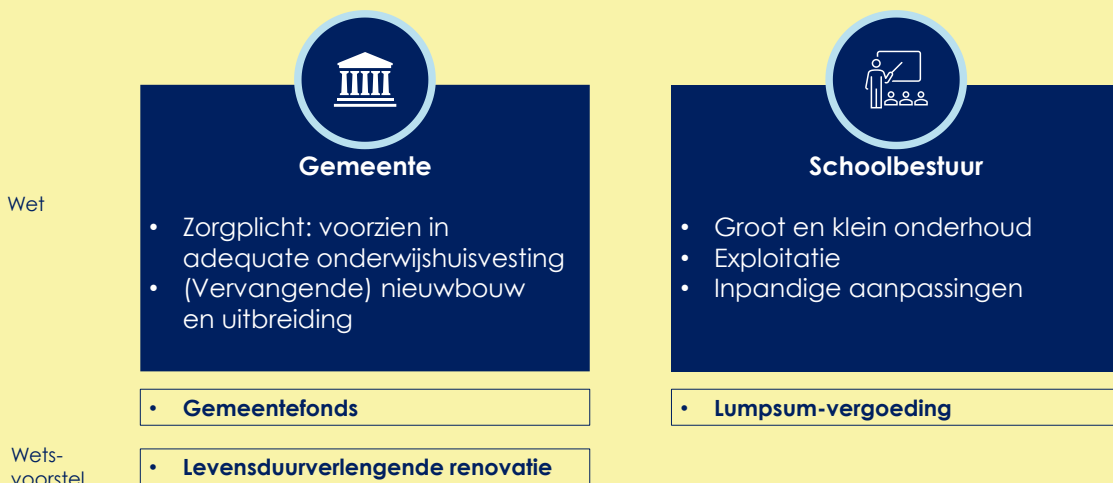 Gemeente
Schoolbestuur
Wet
• Zorgplicht: voorzien in
adequate onderwijshuisvesting
• (Vervangende) nieuwbouw
en uitbreiding
• Groot en klein onderhoud
• Exploitatie
• Inpandige aanpassingen
• Gemeentefonds
• Lumpsum-vergoeding
Wets-
voorstel
• Levensduurverlengende renovatie